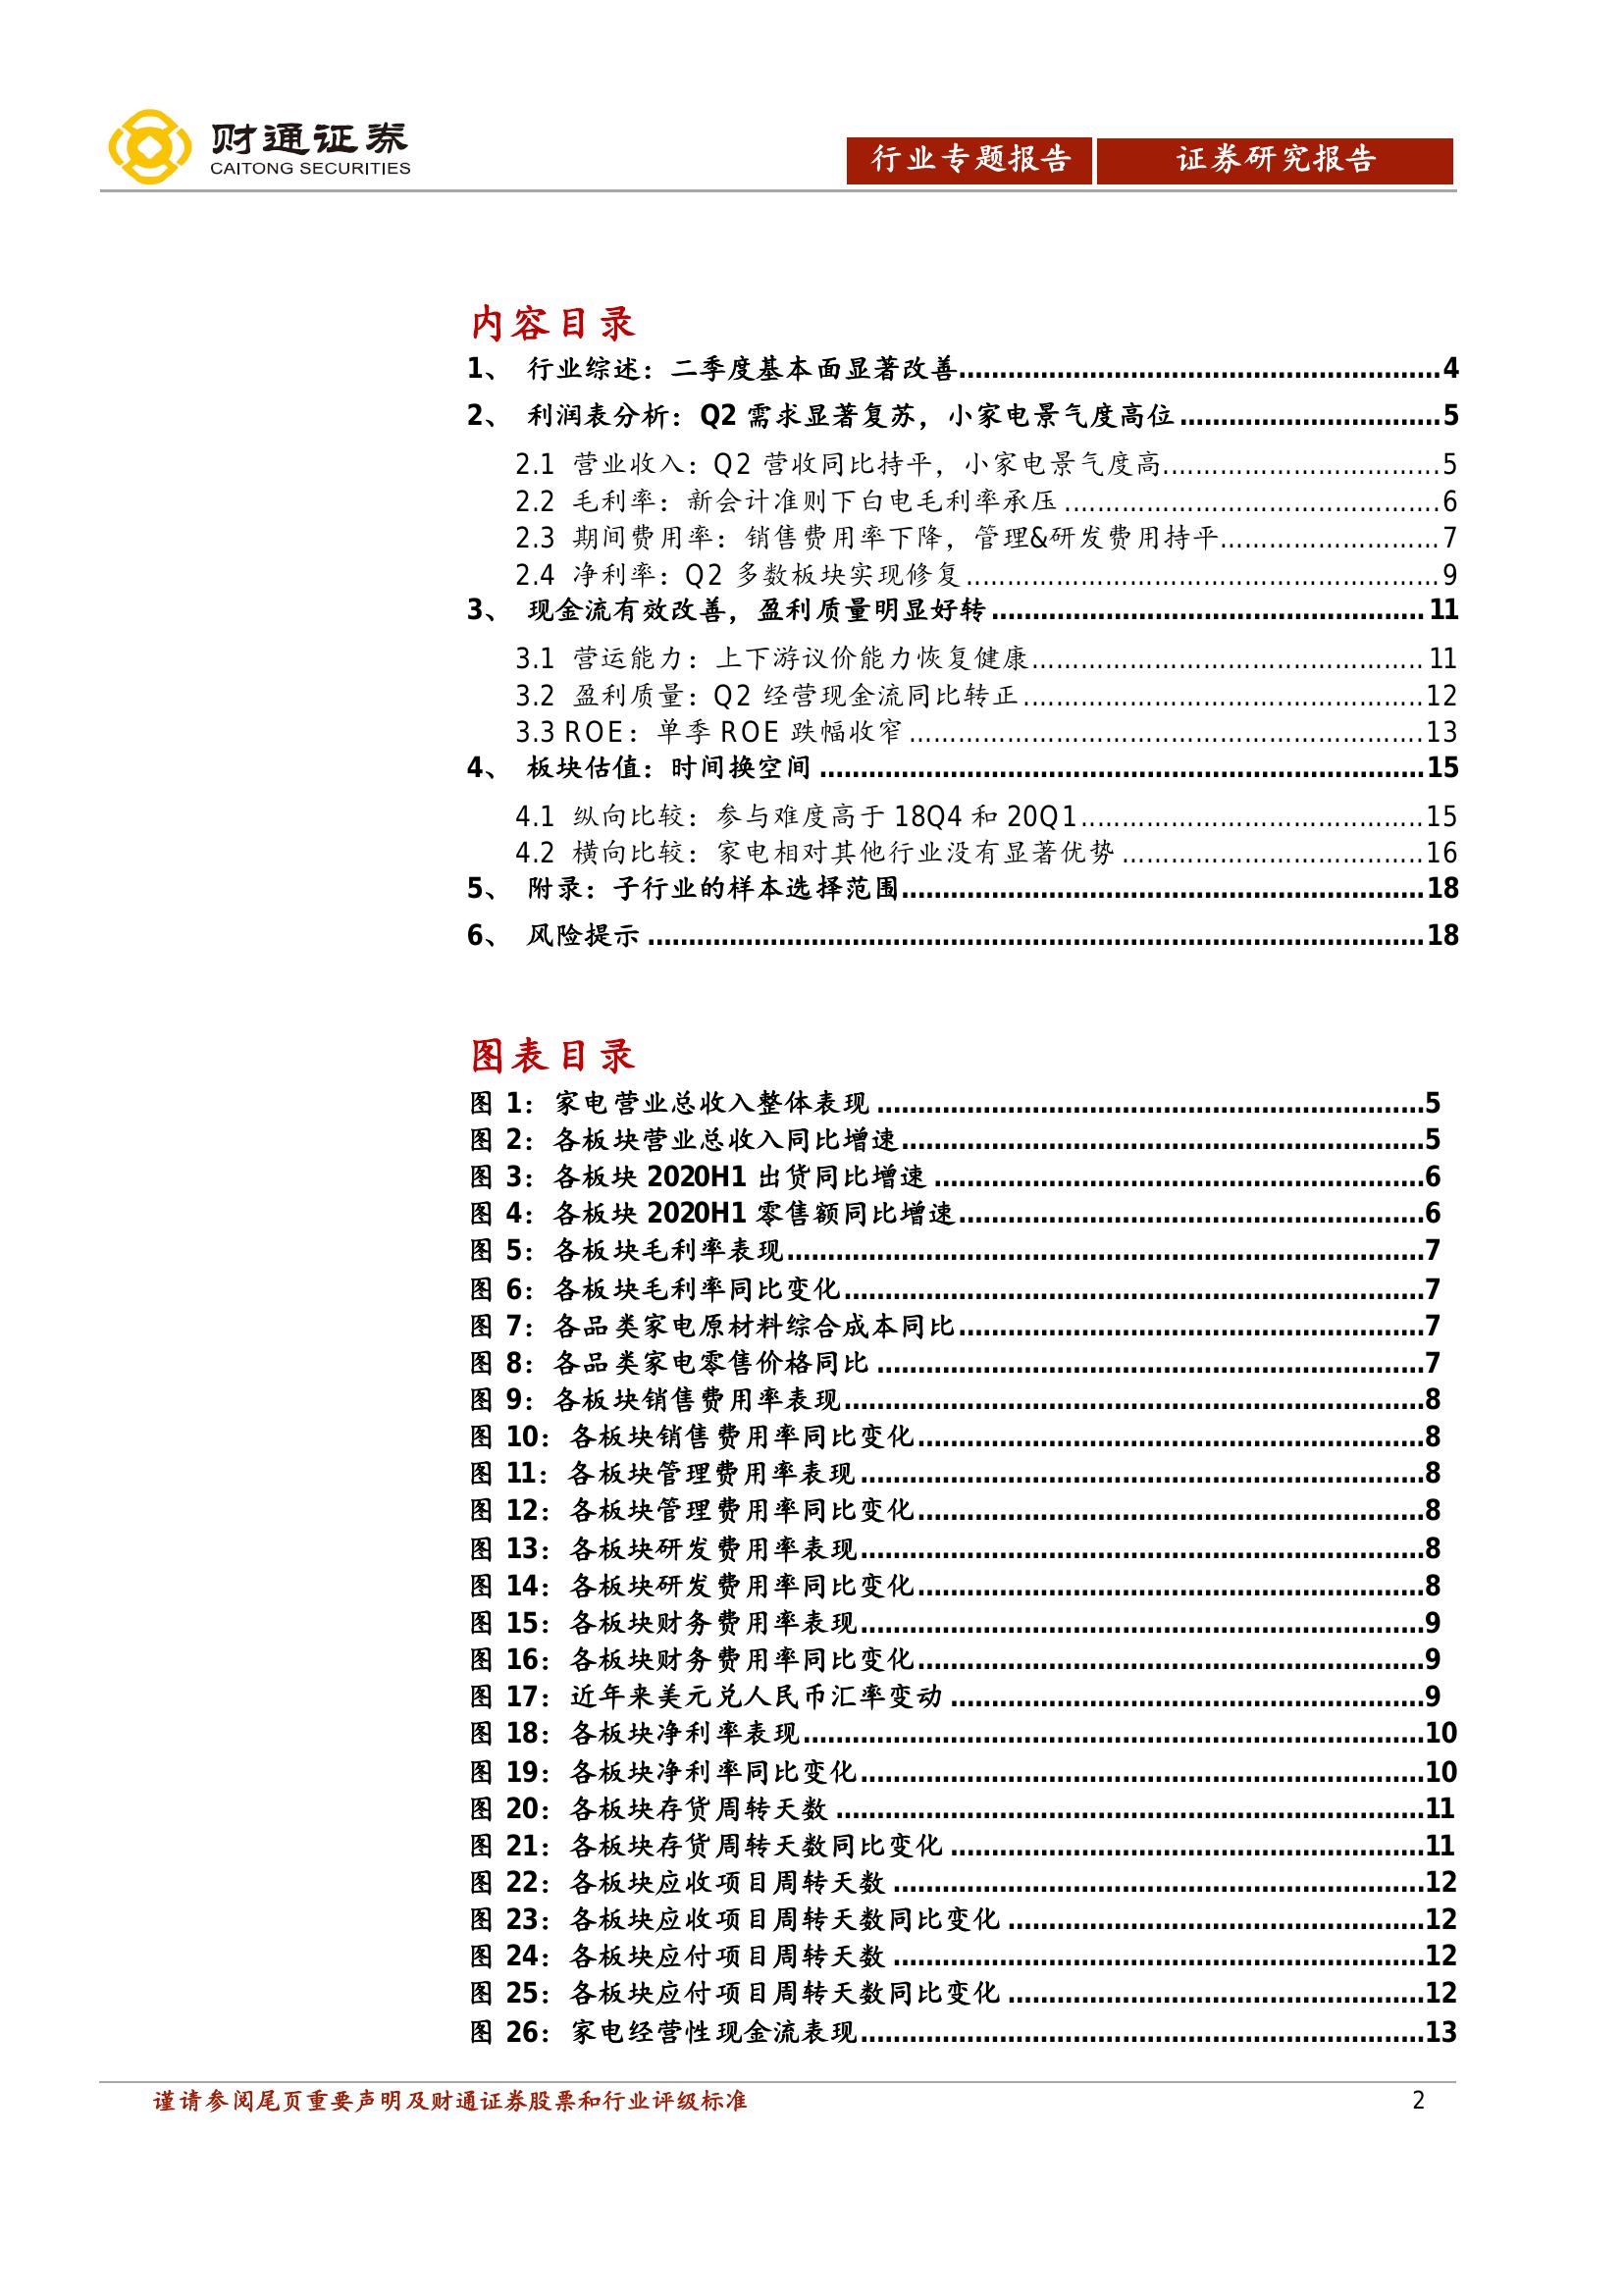 财通证券
CAITONG SECURITIES
行业专题报告 证券研究报告
内容目录
1、 行业综述：二季度基本面显著改善.....4
2、 利润表分析：Q2 需求显著复苏，小家电景气度高位.....5
2.1 营业收入：Q2 营收同比持平，小家电景气度高.....5
2.2 毛利率：新会计准则下白电毛利率承压.....6
2.3 期间费用率：销售费用率下降，管理&研发费用持平.....7
2.4 净利率：Q2 多数板块实现修复.....9
3、 现金流有效改善，盈利质量明显好转.....11
3.1 营运能力：上下游议价能力恢复健康.....11
3.2 盈利质量：Q2 经营现金流同比转正.....12
3.3 ROE：单季 ROE 跌幅收窄.....13
4、 板块估值：时间换空间.....15
4.1 纵向比较：参与难度高于 18Q4 和 20Q1.....15
4.2 横向比较：家电相对其他行业没有显著优势.....16
5、 附录：子行业的样本选择范围.....18
6、 风险提示.....18
图表目录
图 1：家电营业总收入整体表现.....5
图 2：各板块营业总收入同比增速.....5
图 3：各板块 2020H1 出货同比增速.....6
图 4：各板块 2020H1 零售额同比增速.....6
图 5：各板块毛利率表现.....7
图 6：各板块毛利率同比变化.....7
图 7：各品类家电原材料综合成本同比.....7
图 8：各品类家电零售价格同比.....7
图 9：各板块销售费用率表现.....8
图 10：各板块销售费用率同比变化.....8
图 11：各板块管理费用率表现.....8
图 12：各板块管理费用率同比变化.....8
图 13：各板块研发费用率表现.....8
图 14：各板块研发费用率同比变化.....8
图 15：各板块财务费用率表现.....9
图 16：各板块财务费用率同比变化.....9
图 17：近年来美元兑人民币汇率变动.....9
图 18：各板块净利率表现.....10
图 19：各板块净利率同比变化.....10
图 20：各板块存货周转天数.....11
图 21：各板块存货周转天数同比变化.....11
图 22：各板块应收项目周转天数.....12
图 23：各板块应收项目周转天数同比变化.....12
图 24：各板块应付项目周转天数.....12
图 25：各板块应付项目周转天数同比变化.....12
图 26：家电经营性现金流表现.....13
谨请参阅尾页重要声明及财通证券股票和行业评级标准 2